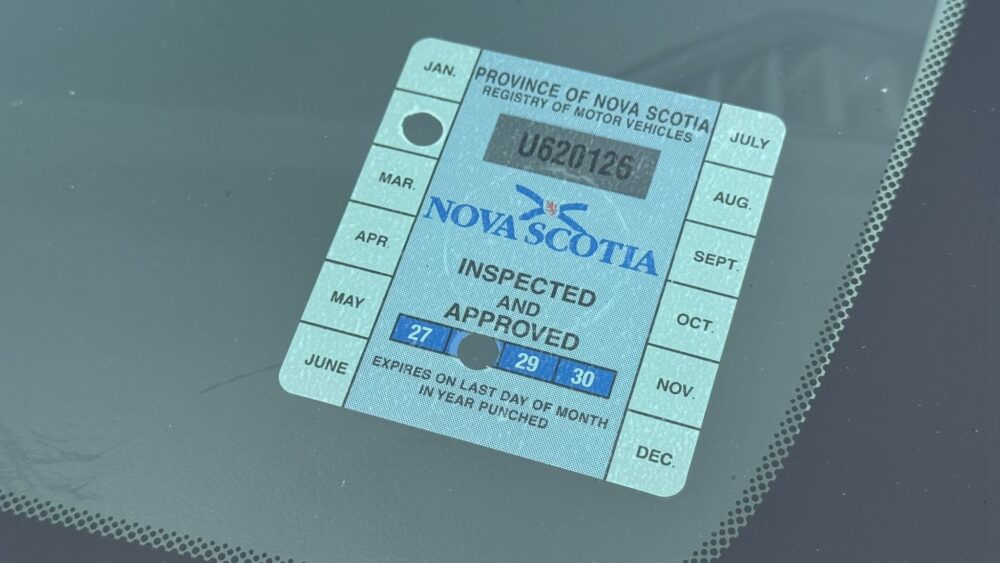 JAN.
MAR.
APR.
MAY
JUNE
PROVINCE OF NOVA SCOTIA
REGISTRY OF MOTOR VEHICLES
U620126
NOVA SCOTIA
INSPECTED
AND
APPROVED
27 29 30
EXPIRES ON LAST DAY OF MONTH
IN YEAR PUNCHED
JULY
AUG.
SEPT.
OCT.
NOV.
DEC.